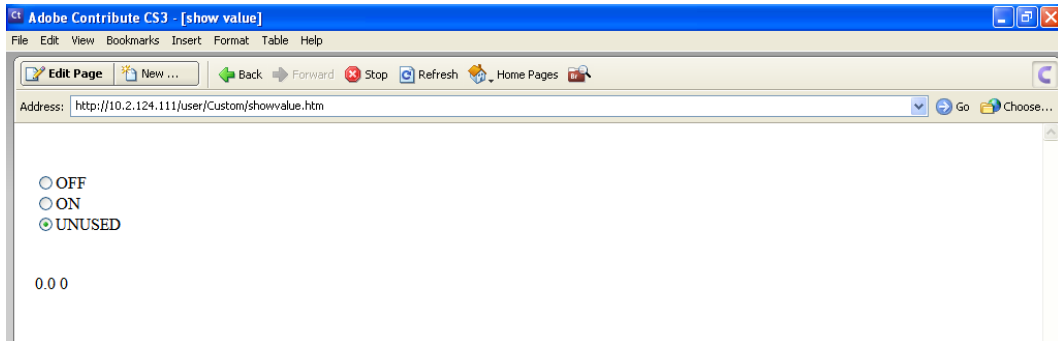 Ct Adobe Contribute CS3 - [show value]
File Edit View Bookmarks Insert Format Table Help
Edit Page New ... Back Forward Stop Refresh Home Pages
Address: http://10.2.124.111/user/Custom/showvalue.htm Go Choose...
OFF
ON
UNUSED
0.0 0